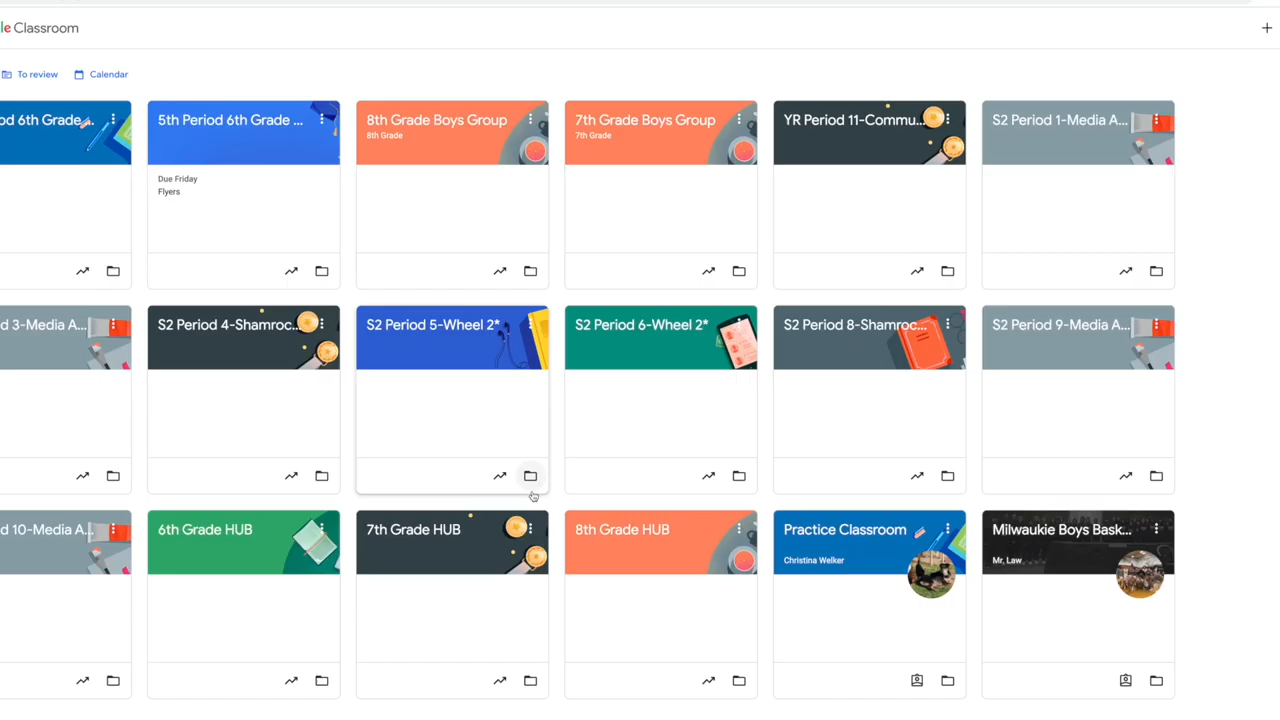 le Classroom
To review
Calendar
od 6th Grade...
5th Period 6th Grade ...
Due Friday
Flyers
8th Grade Boys Group
8th Grade
7th Grade Boys Group
7th Grade
YR Period 11-Commu...
S2 Period 1-Media A...
d 3-Media A...
S2 Period 4-Shamroc...
S2 Period 5-Wheel 2*
S2 Period 6-Wheel 2*
S2 Period 8-Shamroc...
S2 Period 9-Media A...
d 10-Media A...
6th Grade HUB
7th Grade HUB
8th Grade HUB
Practice Classroom
Christina Welker
Milwaukie Boys Bask...
Mr. Law